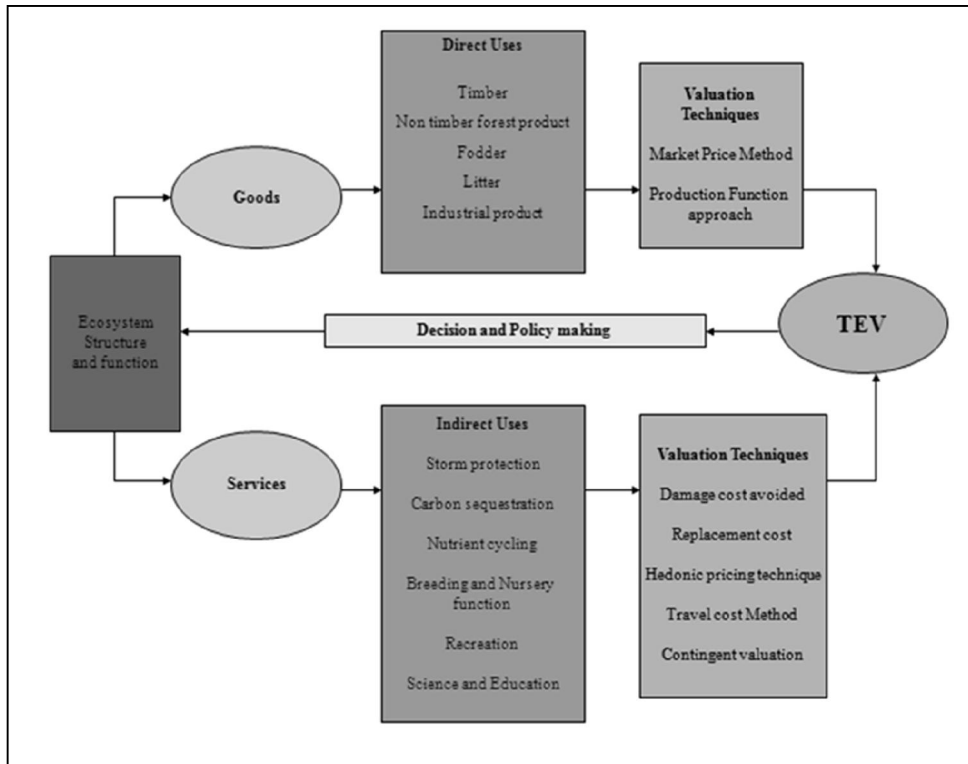 Direct Uses
Timber
Non timber forest product
Fodder
Litter
Industrial product
Valuation
Techniques
Market Price Method
Production Function
approach
Goods
Ecosystem
Structure
and function
Decision and Policy making
TEV
Services
Indirect Uses
Storm protection
Carbon sequestration
Nutrient cycling
Breeding and Nursery
function
Recreation
Science and Education
Valuation Techniques
Damage cost avoided
Replacement cost
Hedonic pricing technique
Travel cost Method
Contingent valuation